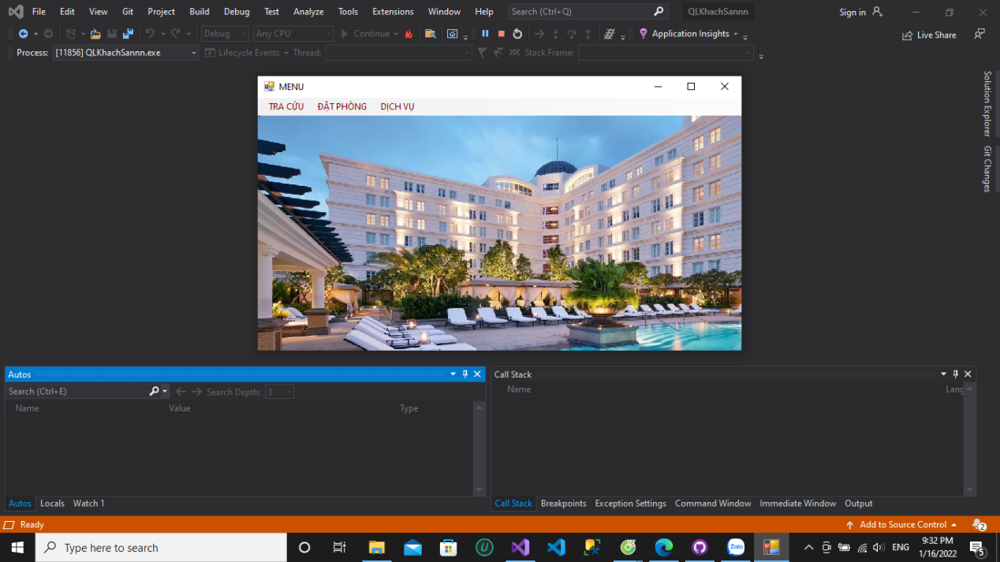 File Edit View Git Project Build Debug Test Analyze Tools Extensions Window Help Search (Ctrl+Q) QLKhachSannn Sign in
Debug Any CPU Continue Application Insights Live Share
Process: [11856] QLKhachSannn.exe Lifecycle Events Thread: Stack Frame:
Solution Explorer
Git Changes
MENU
TRA CỨU ĐẶT PHÒNG DỊCH VỤ
Autos
Search (Ctrl+E) Search Depth: 3
Name Value Type
Autos Locals Watch 1
Call Stack
Name Lang
Call Stack Breakpoints Exception Settings Command Window Immediate Window Output
Ready Add to Source Control 2
Type here to search Zalo ENG 9:32 PM
1/16/2022 5